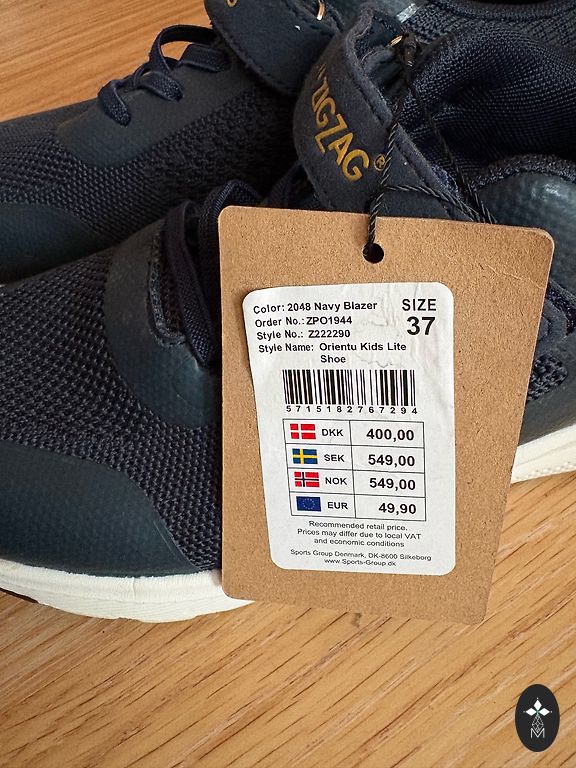 ZIGZAG®
Color: 2048 Navy Blazer
SIZE
37
Order No.: ZPO1944
Style No.: Z222290
Style Name: Orientu Kids Lite
Shoe
5715182767294
DKK 400,00
SEK 549,00
NOK 549,00
EUR 49,90
Recommended retail price.
Prices may differ due to local VAT
and economic conditions
Sports Group Denmark, DK-8600 Silkeborg
www.Sports-Group.dk
M